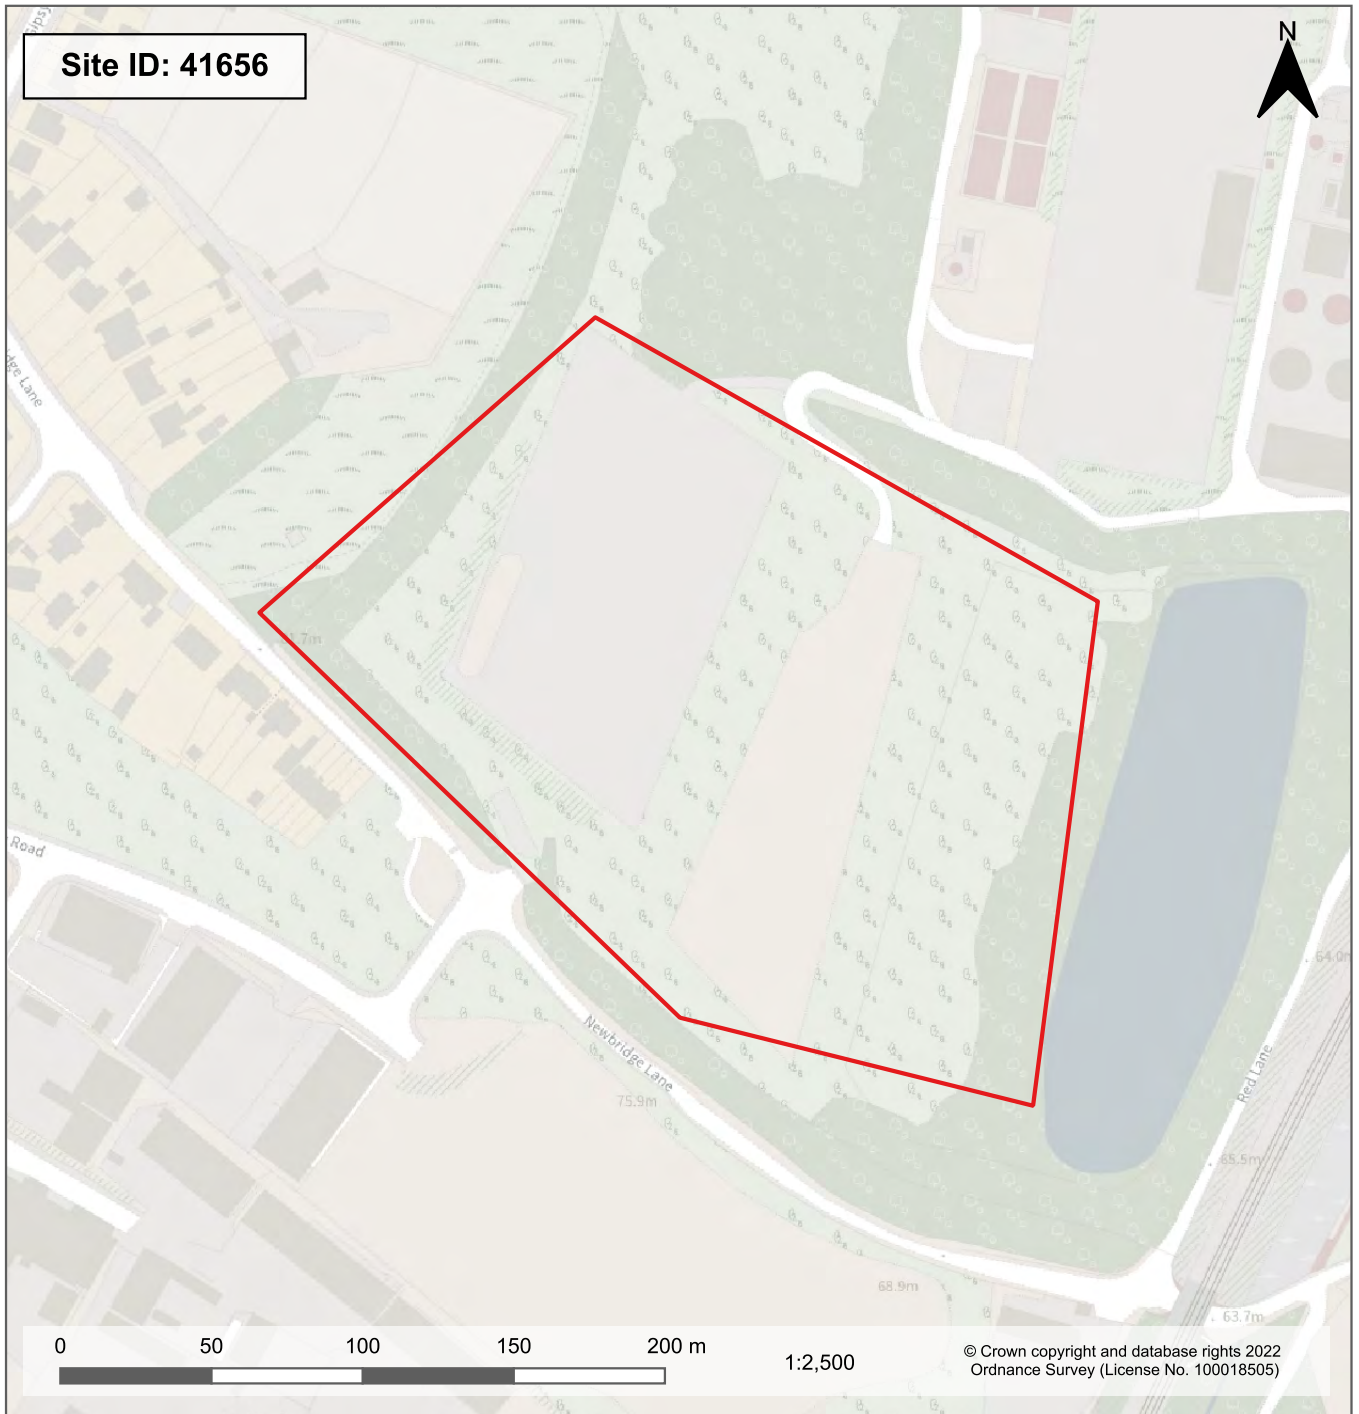 Site ID: 41656
N
Road
Newbridge Lane
75.9m
Red Lane
64.0m
65.5m
68.9m
63.7m
0 50 100 150 200 m
1:2,500
© Crown copyright and database rights 2022
Ordnance Survey (License No. 100018505)